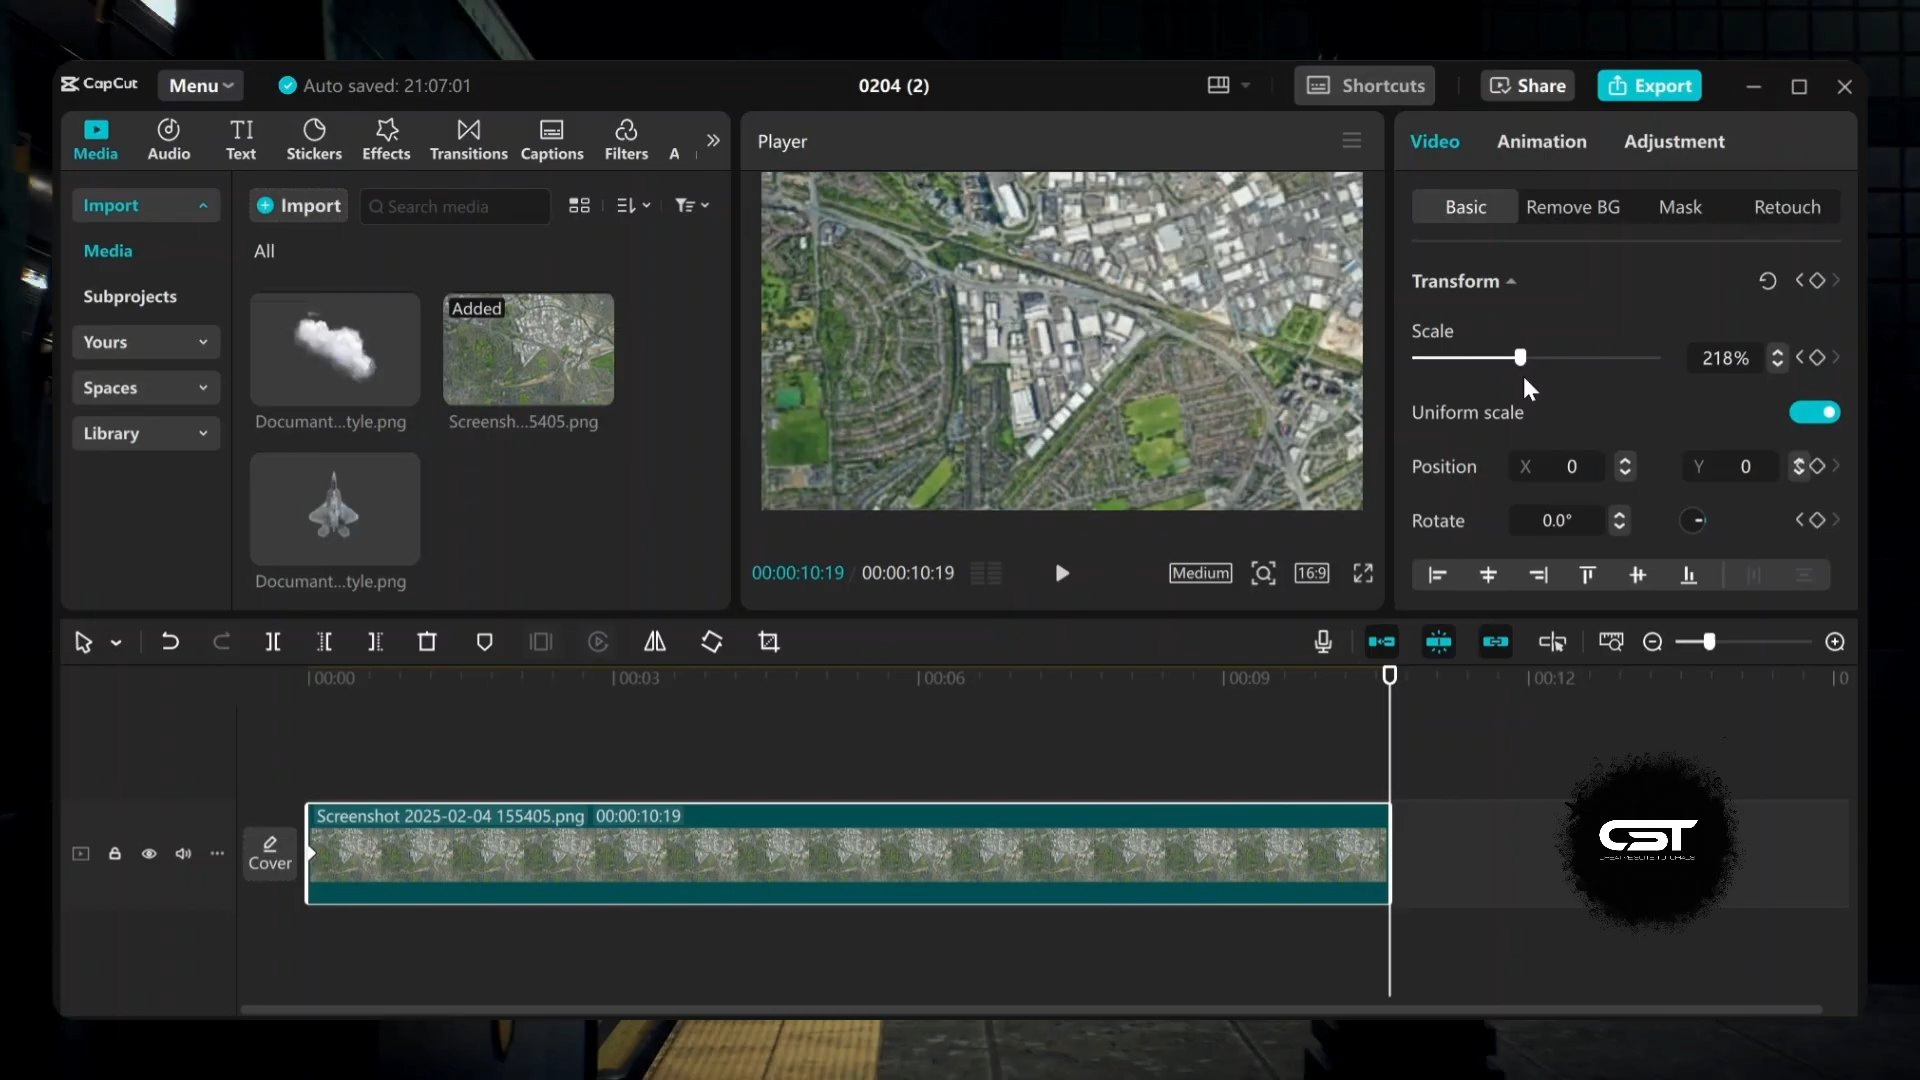 CapCut
Menu
Auto saved: 21:07:01
0204 (2)
Shortcuts
Share
Export
Media
Audio
TI
Text
Stickers
Effects
Transitions
Captions
Filters
A
Player
Video
Animation
Adjustment
Import
Media
Subprojects
Yours
Spaces
Library
Import
Search media
All
Added
Documant...tyle.png
Screensh...5405.png
Documant...tyle.png
00:00:10:19
00:00:10:19
Medium
16:9
Basic
Remove BG
Mask
Retouch
Transform
Scale
218%
Uniform scale
Position
X 0
Y 0
Rotate
0.0°
00:00
00:03
00:06
00:09
00:12
0
Screenshot 2025-02-04 155405.png 00:00:10:19
Cover
CST